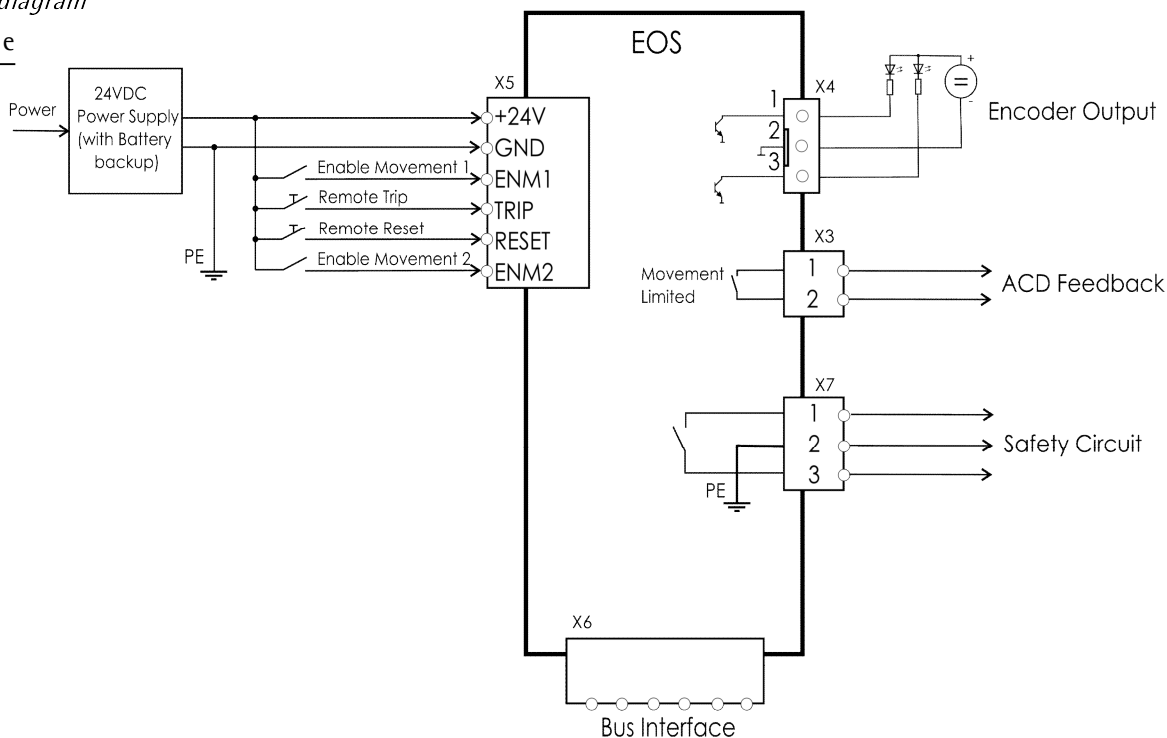 diagram
e
EOS
X5
X4
24VDC
Power Supply
(with Battery
backup)
Power
+24V
GND
ENM1
TRIP
RESET
ENM2
Enable Movement 1
Remote Trip
Remote Reset
Enable Movement 2
PE
1
2
3
+
=
-
Encoder Output
X3
1
2
Movement
Limited
ACD Feedback
X7
1
2
3
PE
Safety Circuit
X6
Bus Interface